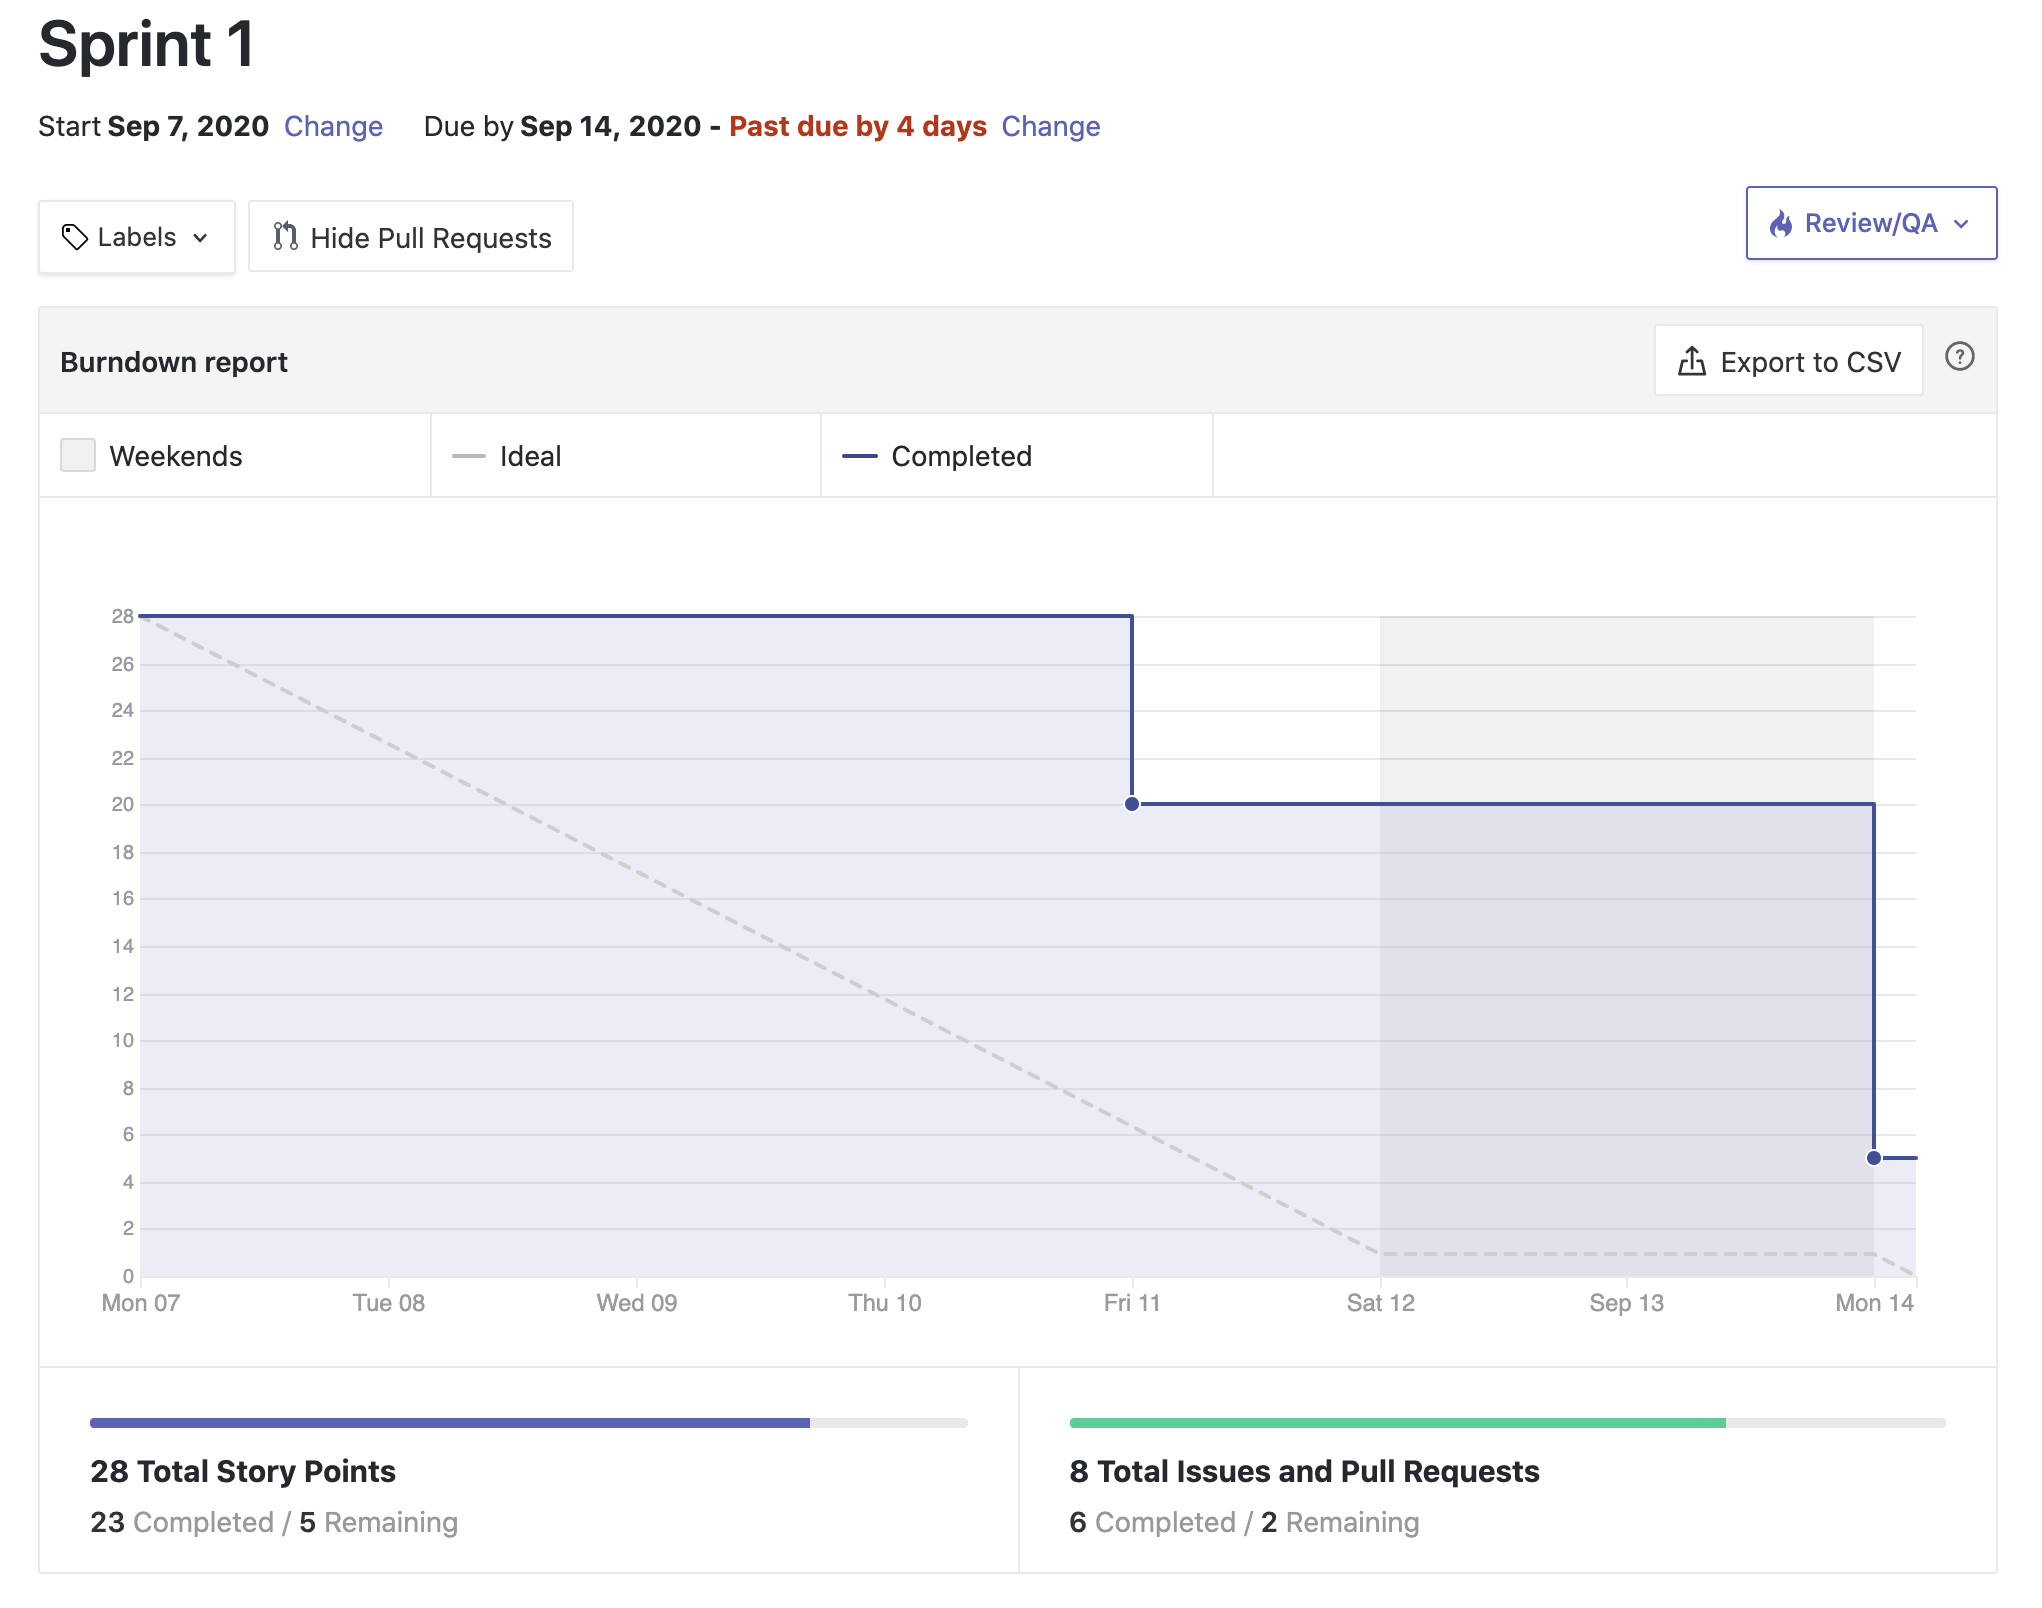 Sprint 1
Start Sep 7, 2020 Change Due by Sep 14, 2020 - Past due by 4 days Change
Labels
Hide Pull Requests
Review/QA
Burndown report
Export to CSV
?
Weekends
Ideal
Completed
28
26
24
22
20
18
16
14
12
10
8
6
4
2
0
Mon 07
Tue 08
Wed 09
Thu 10
Fri 11
Sat 12
Sep 13
Mon 14
28 Total Story Points
23 Completed / 5 Remaining
8 Total Issues and Pull Requests
6 Completed / 2 Remaining